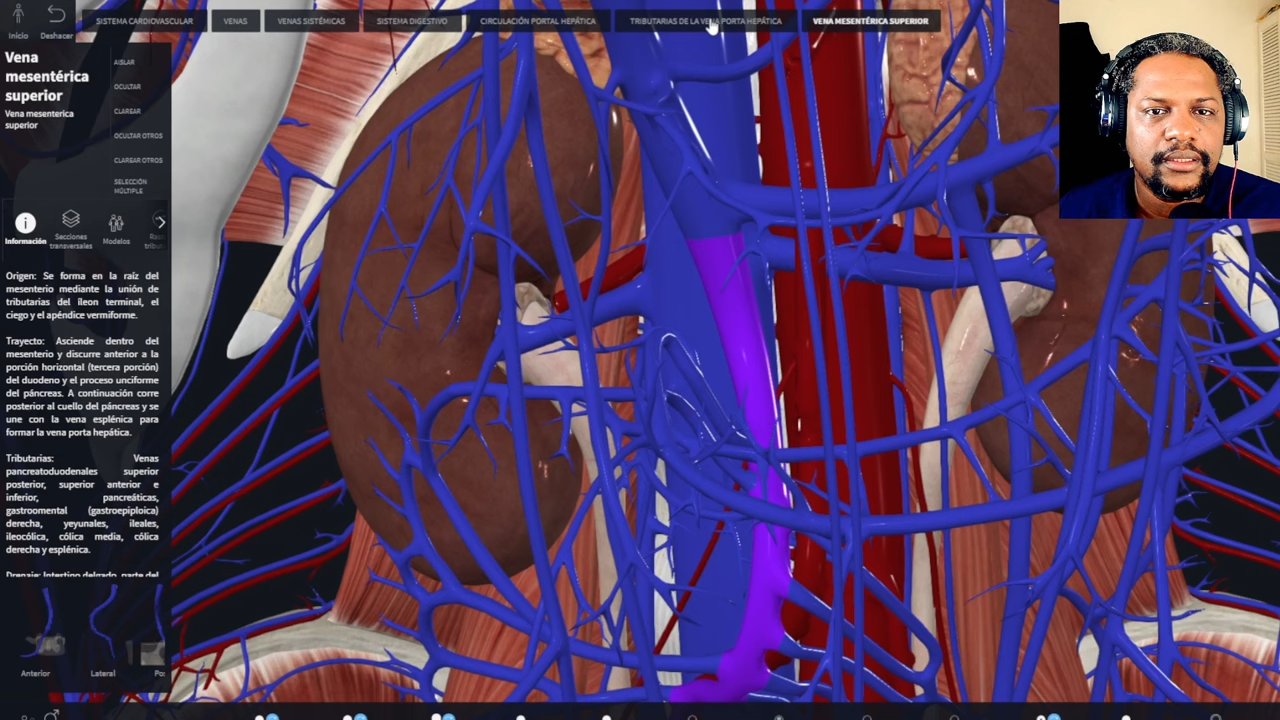 Inicio
Deshacer
SISTEMA CARDIOVASCULAR
VENAS
VENAS SISTÉMICAS
SISTEMA DIGESTIVO
CIRCULACIÓN PORTAL HEPÁTICA
TRIBUTARIAS DE LA VENA PORTA HEPÁTICA
VENA MESENTÉRICA SUPERIOR
Vena
mesentérica
superior
Vena mesenterica
superior
AISLAR
OCULTAR
CLAREAR
OCULTAR OTROS
CLAREAR OTROS
SELECCIÓN
MÚLTIPLE
Información
Secciones
transversales
Modelos
Origen: Se forma en la raíz del
mesenterio mediante la unión de
tributarias del íleon terminal, el
ciego y el apéndice vermiforme.
Trayecto: Asciende dentro del
mesenterio y discurre anterior a la
porción horizontal (tercera porción)
del duodeno y el proceso unciforme
del páncreas. A continuación corre
posterior al cuello del páncreas y se
une con la vena esplénica para
formar la vena porta hepática.
Tributarias: Venas
pancreatoduodenales superior
posterior, superior anterior e
inferior, pancreáticas,
gastroomental (gastroepiploica)
derecha, yeyunales, ileales,
ileocólica, cólica media, cólica
derecha y esplénica.
Drenaje: Intestino delgado, parte del
Anterior
Lateral